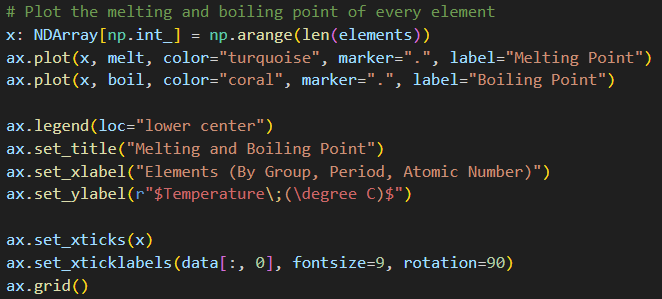 # Plot the melting and boiling point of every element
x: NDArray[np.int_] = np.arange(len(elements))
ax.plot(x, melt, color="turquoise", marker=".", label="Melting Point")
ax.plot(x, boil, color="coral", marker=".", label="Boiling Point")

ax.legend(loc="lower center")
ax.set_title("Melting and Boiling Point")
ax.set_xlabel("Elements (By Group, Period, Atomic Number)")
ax.set_ylabel(r"$Temperature\;(\degree C)$")

ax.set_xticks(x)
ax.set_xticklabels(data[:, 0], fontsize=9, rotation=90)
ax.grid()